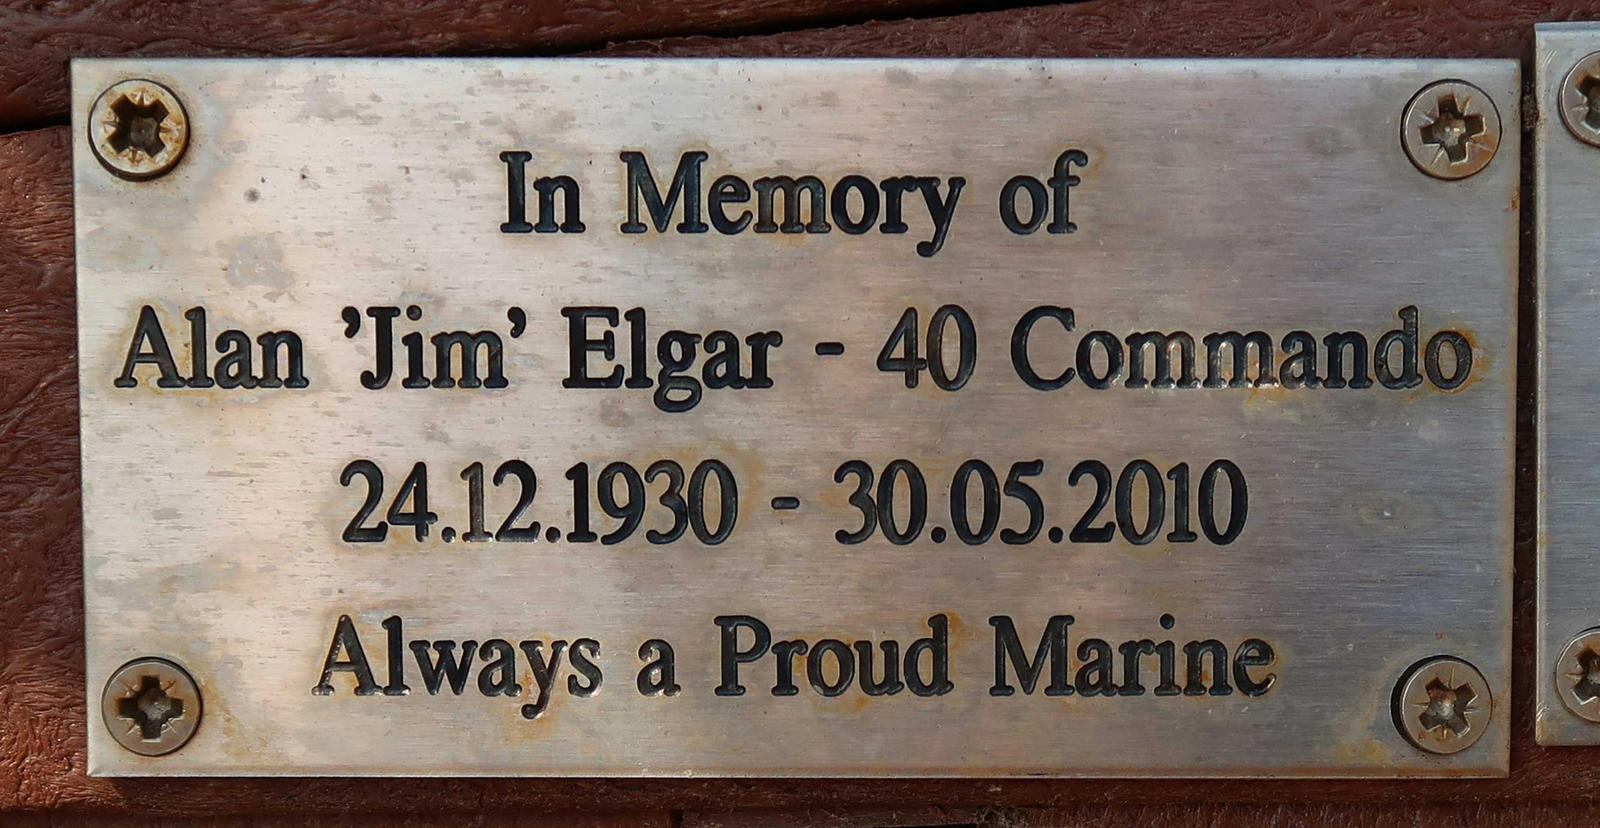 In Memory of
Alan 'Jim' Elgar - 40 Commando
24.12.1930 - 30.05.2010
Always a Proud Marine